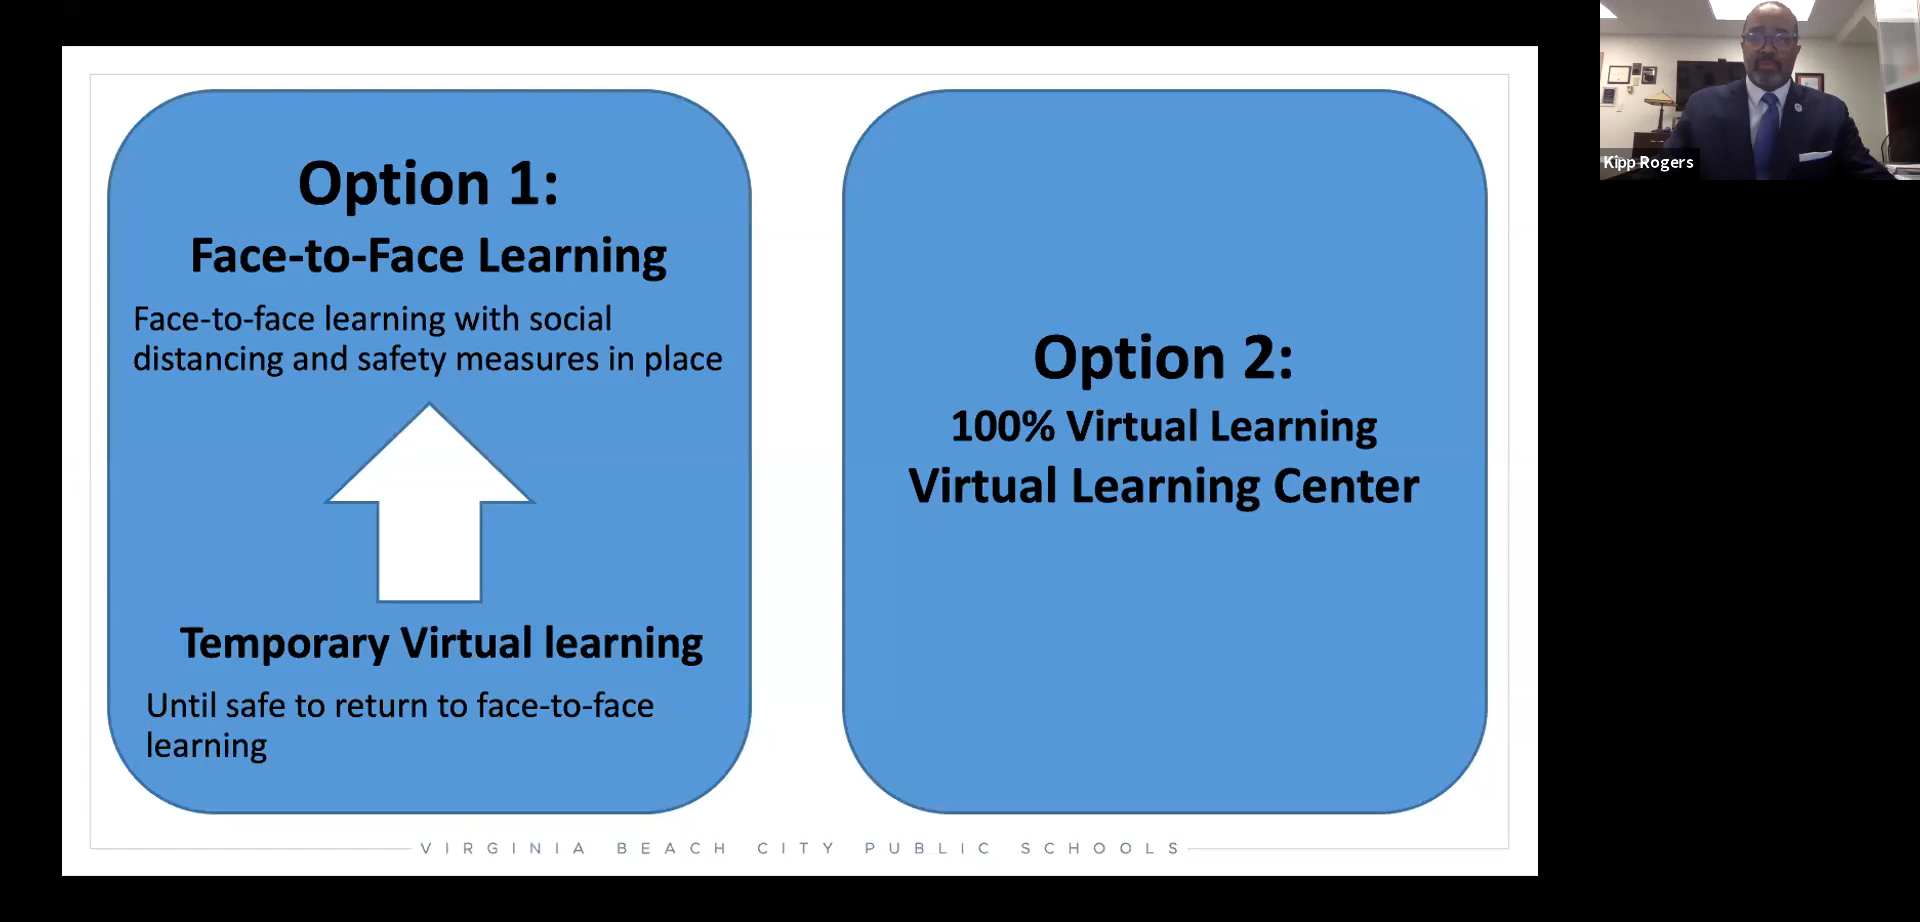 Option 1:
Face-to-Face Learning
Face-to-face learning with social
distancing and safety measures in place
Temporary Virtual learning
Until safe to return to face-to-face
learning
Option 2:
100% Virtual Learning
Virtual Learning Center
VIRGINIA BEACH CITY PUBLIC SCHOOLS
Kipp Rogers